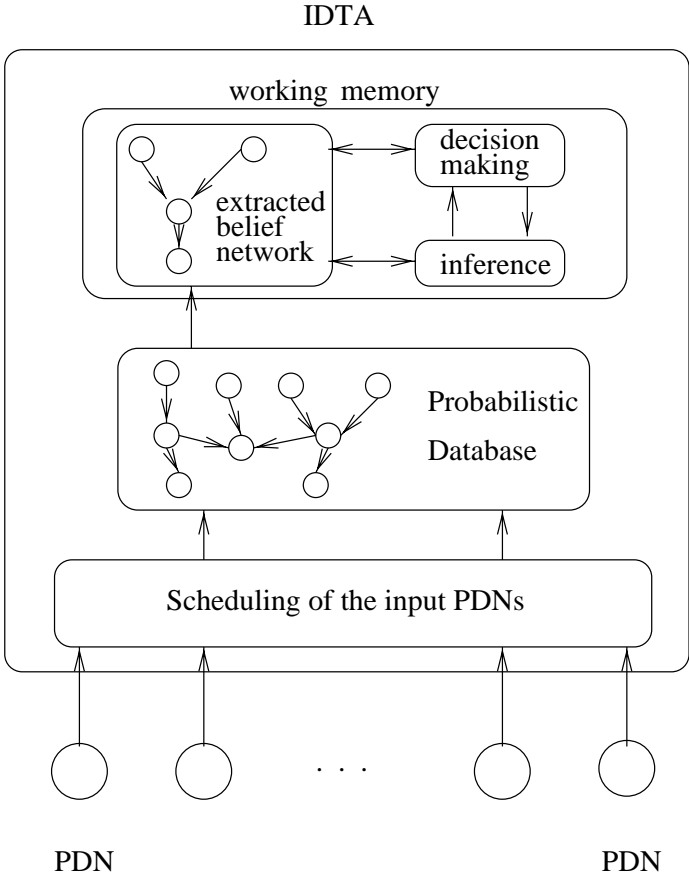 IDTA
working memory
decision
making
extracted
belief
network
inference
Probabilistic
Database
Scheduling of the input PDNs
. . .
PDN
PDN